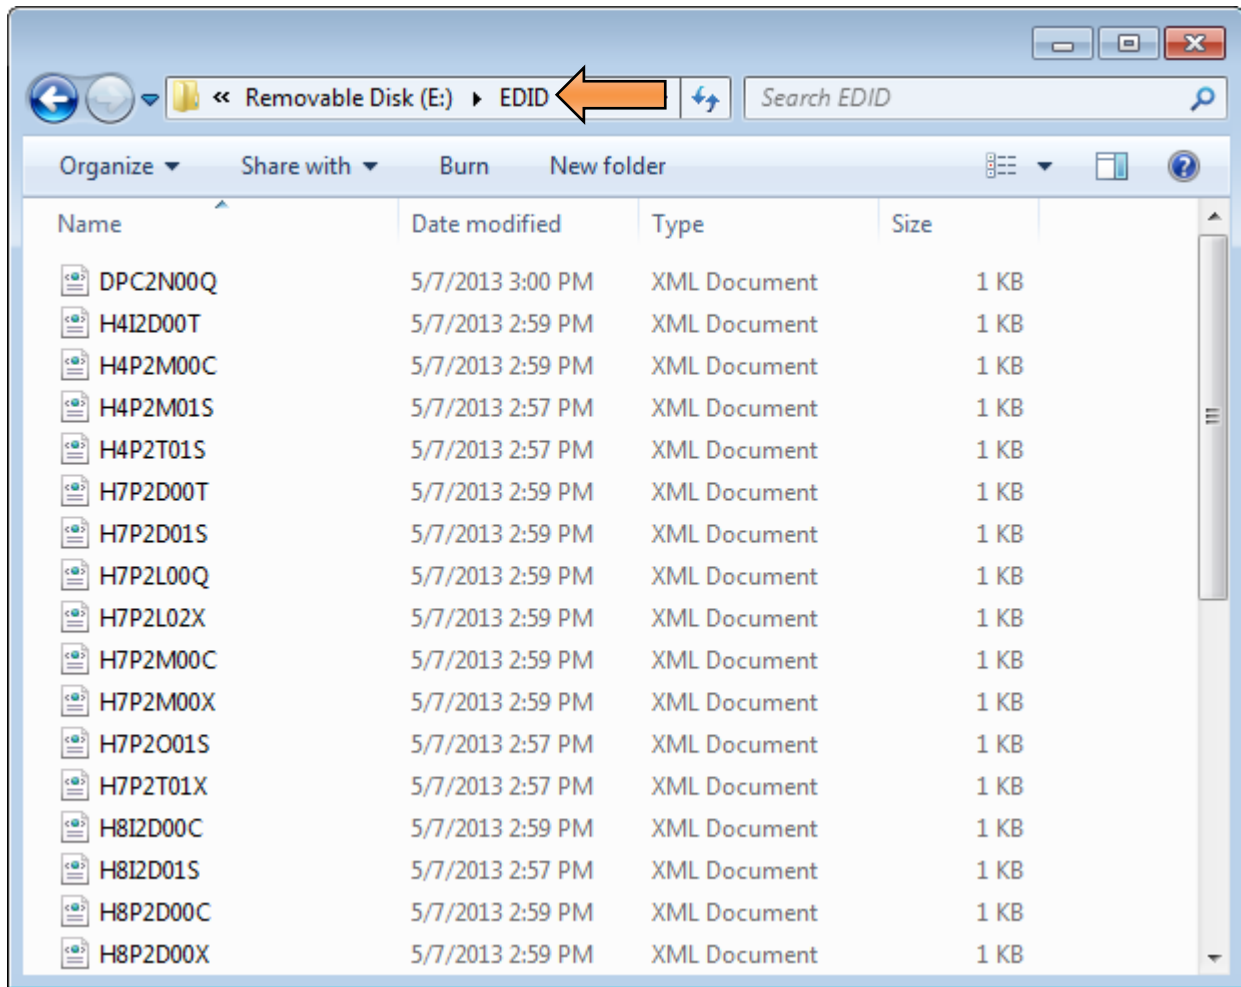 « Removable Disk (E:) ▸ EDID Search EDID
Organize Share with Burn New folder
Name Date modified Type Size
DPC2N00Q 5/7/2013 3:00 PM XML Document 1 KB
H4I2D00T 5/7/2013 2:59 PM XML Document 1 KB
H4P2M00C 5/7/2013 2:59 PM XML Document 1 KB
H4P2M01S 5/7/2013 2:57 PM XML Document 1 KB
H4P2T01S 5/7/2013 2:57 PM XML Document 1 KB
H7P2D00T 5/7/2013 2:59 PM XML Document 1 KB
H7P2D01S 5/7/2013 2:59 PM XML Document 1 KB
H7P2L00Q 5/7/2013 2:59 PM XML Document 1 KB
H7P2L02X 5/7/2013 2:59 PM XML Document 1 KB
H7P2M00C 5/7/2013 2:59 PM XML Document 1 KB
H7P2M00X 5/7/2013 2:59 PM XML Document 1 KB
H7P2O01S 5/7/2013 2:57 PM XML Document 1 KB
H7P2T01X 5/7/2013 2:57 PM XML Document 1 KB
H8I2D00C 5/7/2013 2:59 PM XML Document 1 KB
H8I2D01S 5/7/2013 2:57 PM XML Document 1 KB
H8P2D00C 5/7/2013 2:59 PM XML Document 1 KB
H8P2D00X 5/7/2013 2:59 PM XML Document 1 KB